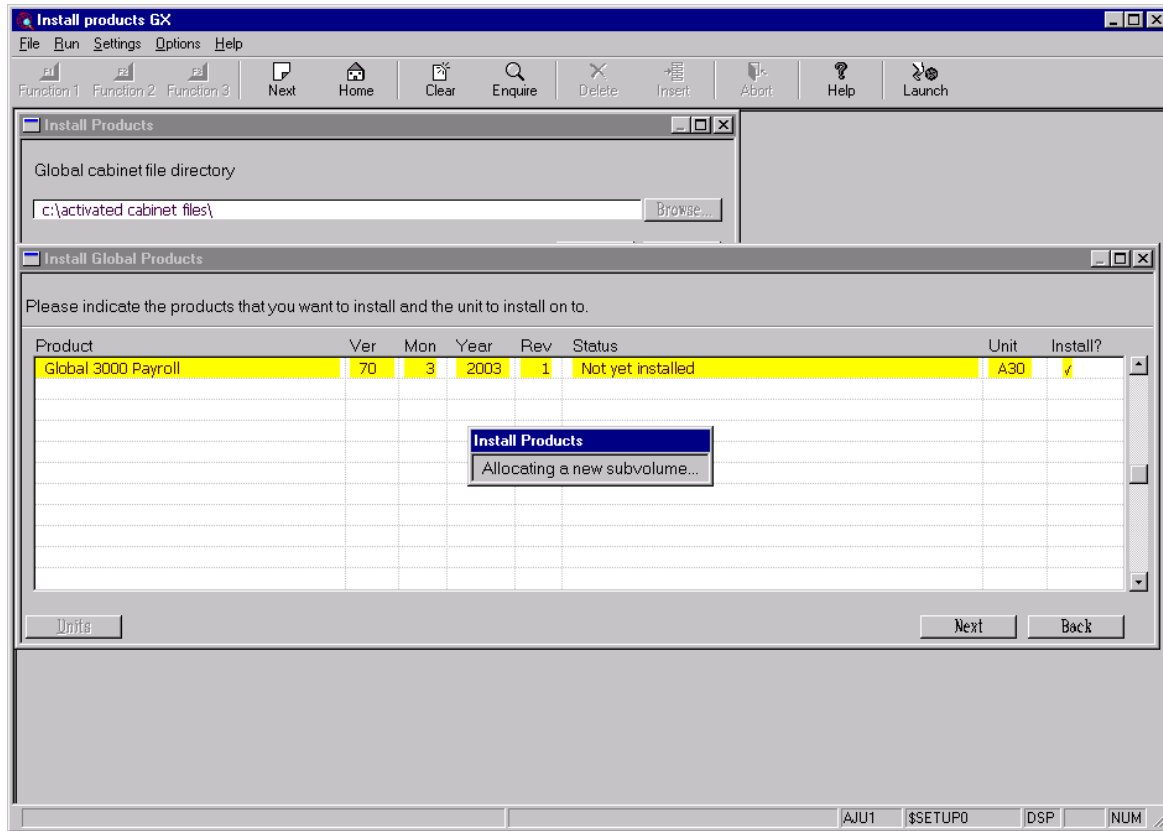 Install products GX
File Run Settings Options Help
F1 F2 F3
Function 1 Function 2 Function 3 Next Home Clear Enquire Delete Insert Abort Help Launch
Install Products
Global cabinet file directory
c:\activated cabinet files\ Browse...
Install Global Products
Please indicate the products that you want to install and the unit to install on to.
Product Ver Mon Year Rev Status Unit Install?
Global 3000 Payroll 70 3 2003 1 Not yet installed A30 √
Install Products
Allocating a new subvolume...
Units Next Back
AJU1 $SETUP0 DSP NUM